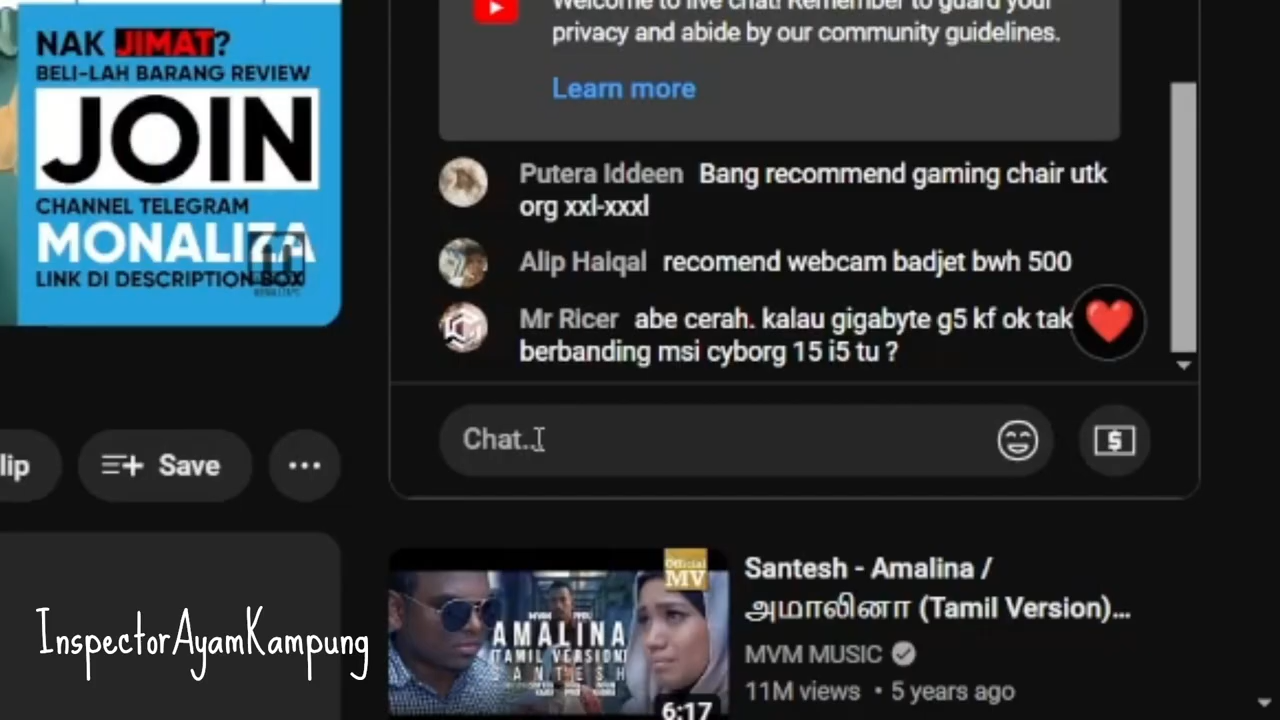 NAK JIMAT?
BELI-LAH BARANG REVIEW
JOIN
CHANNEL TELEGRAM
MONALIZA
LINK DI DESCRIPTION BOX
Welcome to live chat! Remember to guard your
privacy and abide by our community guidelines.
Learn more
Putera Iddeen Bang recommend gaming chair utk
org xxl-xxxl
Alip Haiqal recomend webcam badjet bwh 500
Mr Ricer abe cerah. kalau gigabyte g5 kf ok tak
berbanding msi cyborg 15 i5 tu ?
Chat...
lip
Save
InspectorAyamKampung
Official
MV
AMALINA
(TAMIL VERSION)
SANTESH
6:17
Santesh - Amalina /
அமாலினா (Tamil Version)...
MVM MUSIC
11M views • 5 years ago